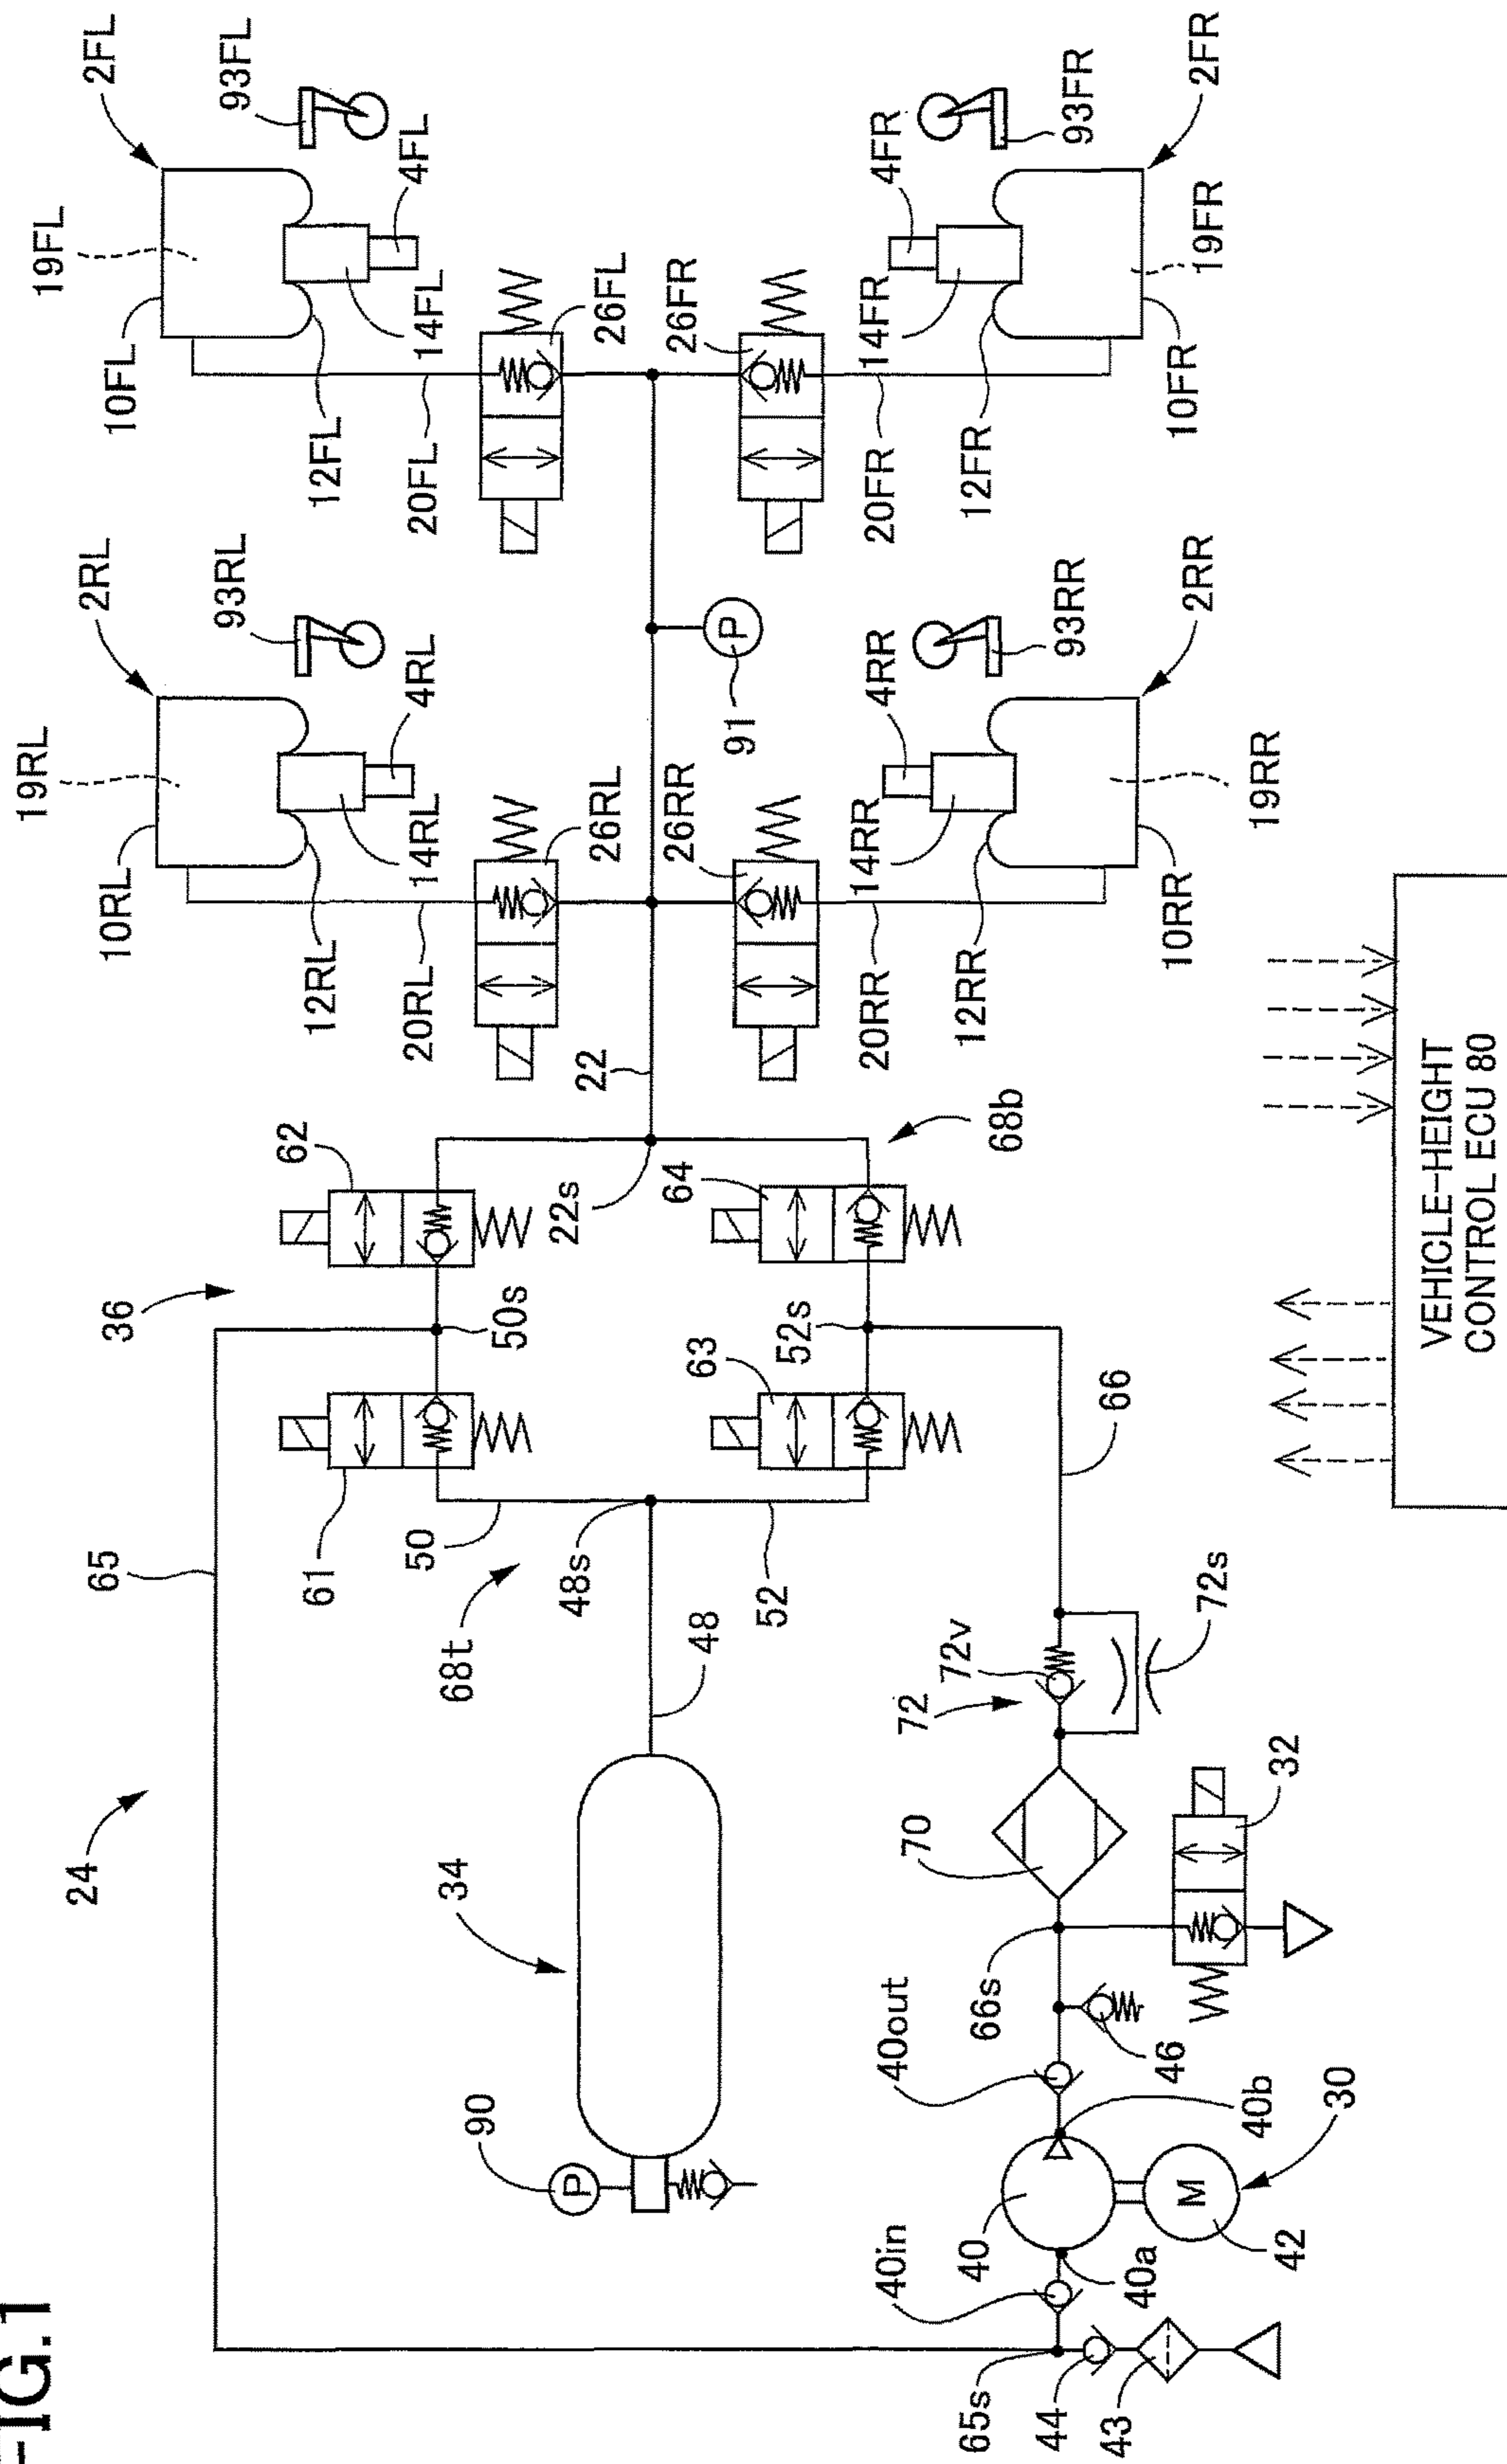 FIG.1
2FL
93FL
19FL
4FL
10FL
14FL
12FL
20FL
26FL
26FR
4FR
93FR
2FR
14FR
19FR
20FR
12FR
10FR
2RL
93RL
19RL
4RL
10RL
14RL
12RL
20RL
26RL
26RR
P
91
4RR
93RR
2RR
14RR
19RR
20RR
12RR
10RR
22
62
68b
64
22s
36
50s
52s
63
61
65
50
48s
52
66
68t
48
72s
72v
72
24
34
70
32
66s
40out
46
90
P
40b
30
40
M
42
40in
40a
65s
44
43
VEHICLE-HEIGHT
CONTROL ECU 80